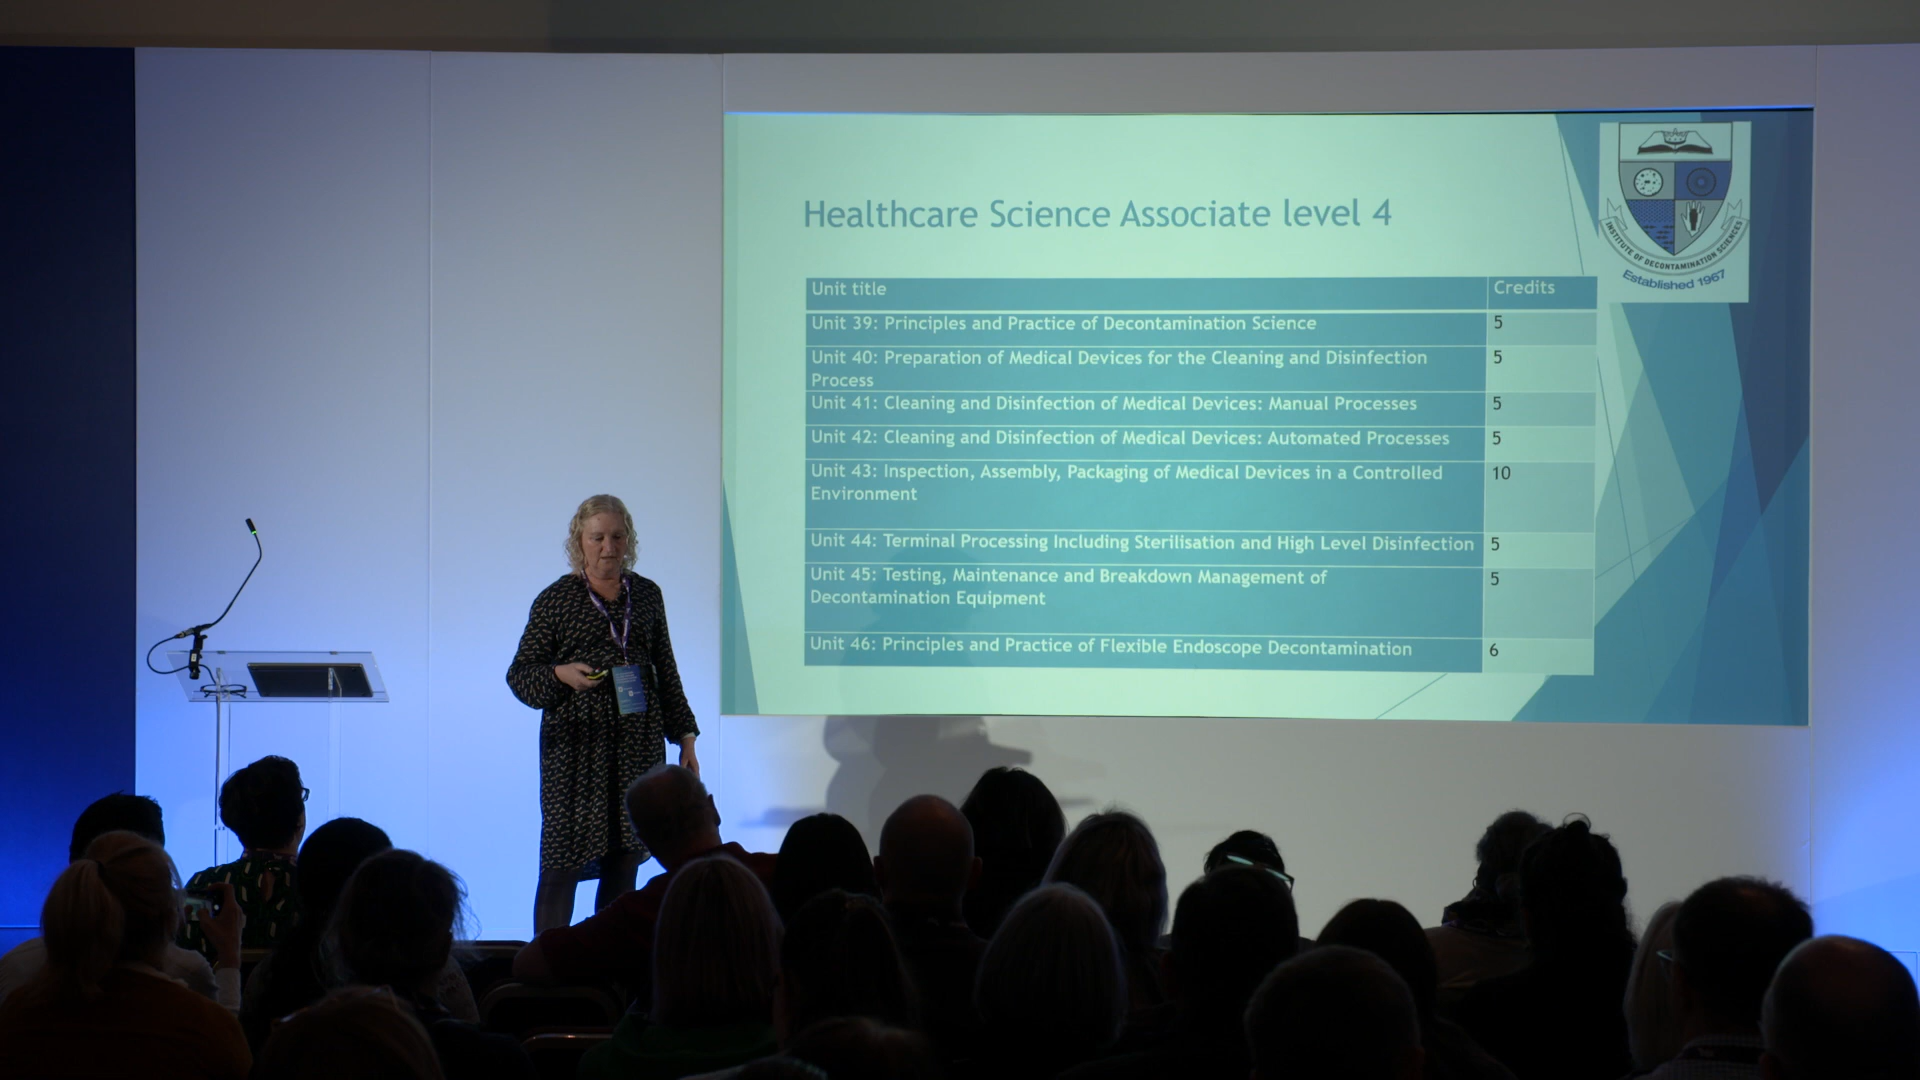 Healthcare Science Associate level 4
INSTITUTE OF DECONTAMINATION SCIENCES
Established 1967
Unit title Credits
Unit 39: Principles and Practice of Decontamination Science 5
Unit 40: Preparation of Medical Devices for the Cleaning and Disinfection 5
Process
Unit 41: Cleaning and Disinfection of Medical Devices: Manual Processes 5
Unit 42: Cleaning and Disinfection of Medical Devices: Automated Processes 5
Unit 43: Inspection, Assembly, Packaging of Medical Devices in a Controlled 10
Environment
Unit 44: Terminal Processing Including Sterilisation and High Level Disinfection 5
Unit 45: Testing, Maintenance and Breakdown Management of 5
Decontamination Equipment
Unit 46: Principles and Practice of Flexible Endoscope Decontamination 6